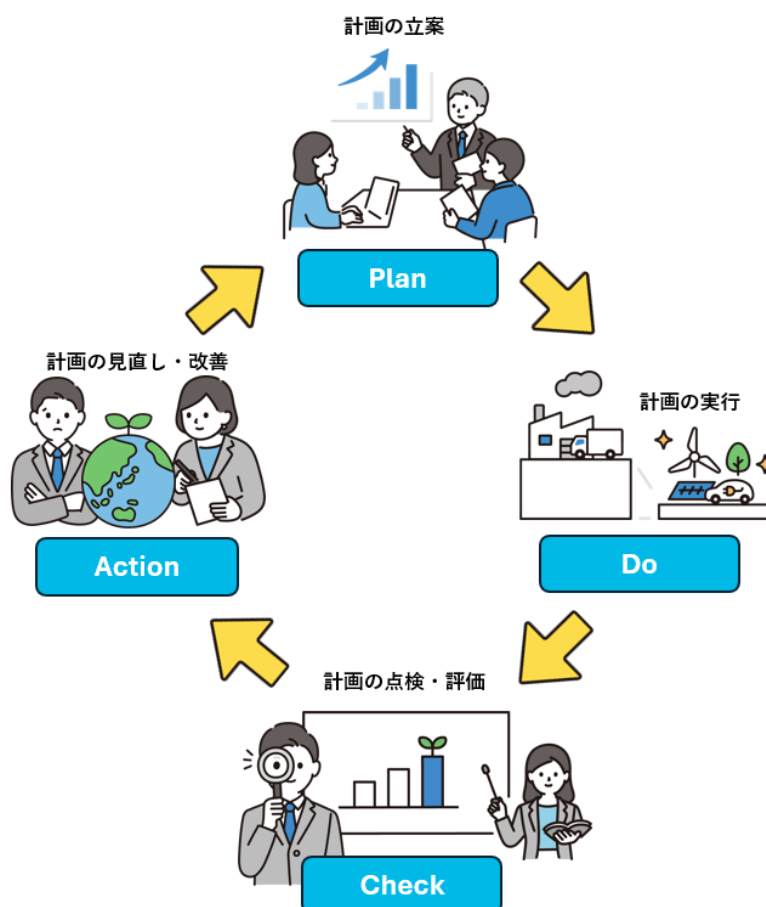 計画の立案
Plan
計画の見直し・改善
計画の実行
Action
Do
計画の点検・評価
Check